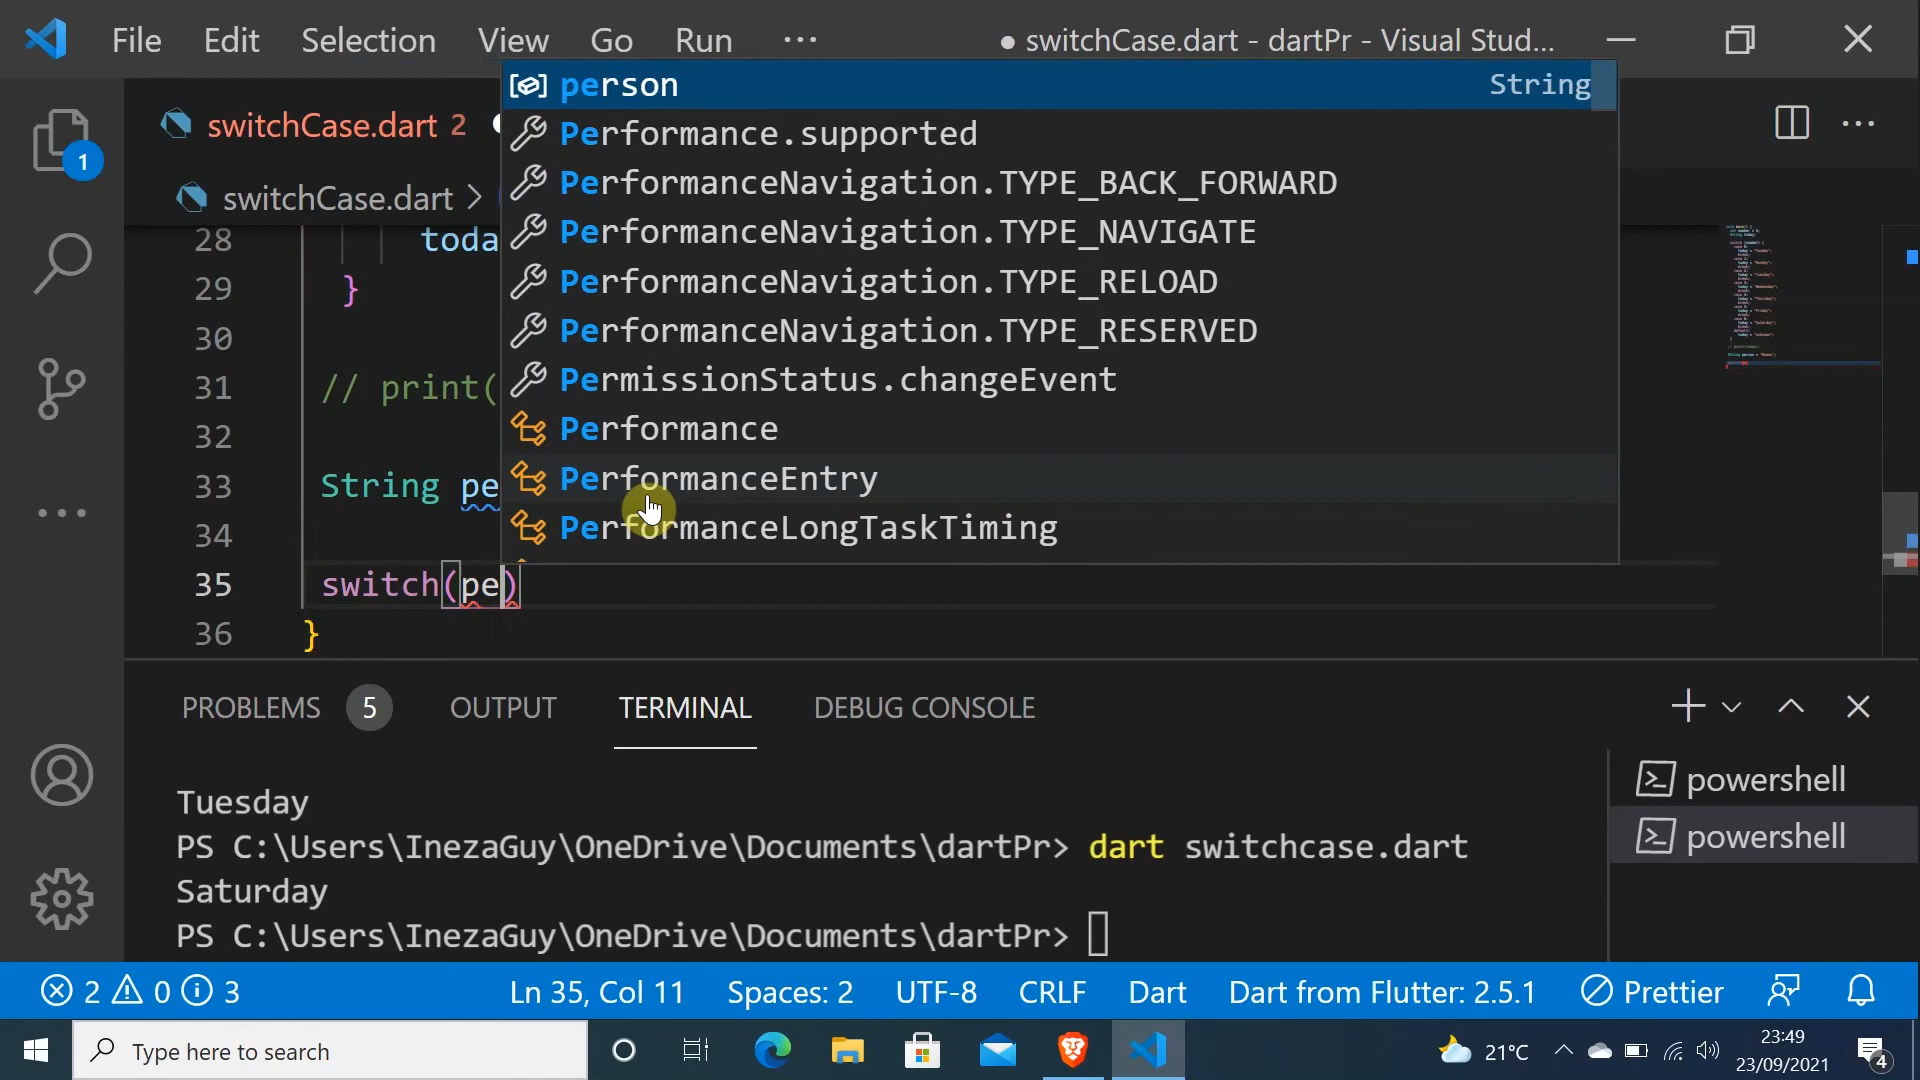 File Edit Selection View Go Run ··· ● switchCase.dart - dartPr - Visual Stud...
person String
switchCase.dart 2
1
Performance.supported
PerformanceNavigation.TYPE_BACK_FORWARD
switchCase.dart >
PerformanceNavigation.TYPE_NAVIGATE
28 toda
PerformanceNavigation.TYPE_RELOAD
29 }
PerformanceNavigation.TYPE_RESERVED
30
PermissionStatus.changeEvent
31 // print(
Performance
32
PerformanceEntry
33 String pe
PerformanceLongTaskTiming
34
35 switch(pe)
36 }
PROBLEMS 5 OUTPUT TERMINAL DEBUG CONSOLE
Tuesday
PS C:\Users\InezaGuy\OneDrive\Documents\dartPr> dart switchcase.dart
Saturday
PS C:\Users\InezaGuy\OneDrive\Documents\dartPr>
powershell
powershell
2 0 3 Ln 35, Col 11 Spaces: 2 UTF-8 CRLF Dart Dart from Flutter: 2.5.1 Prettier
Type here to search
21°C
23:49
23/09/2021
4